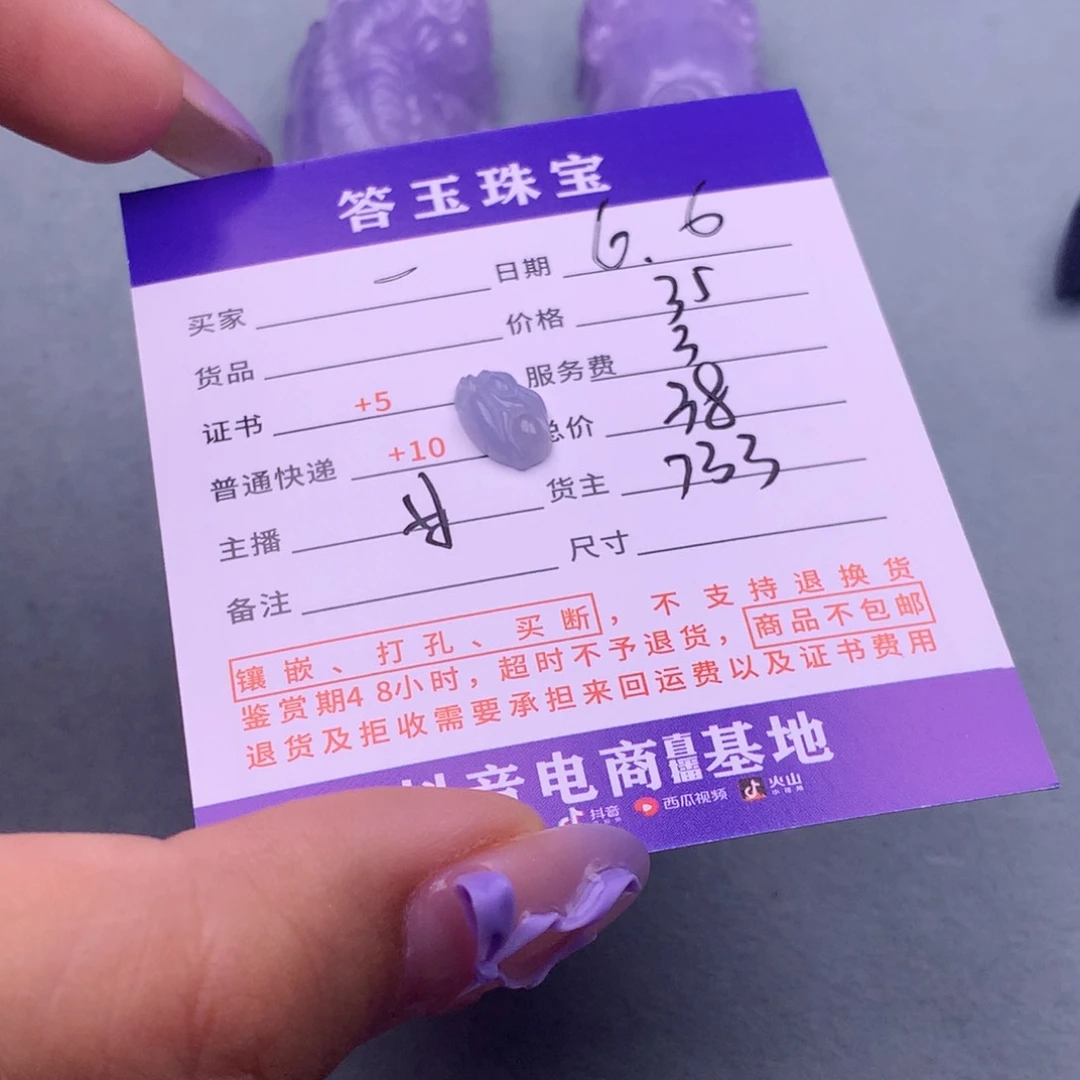 答玉珠宝
买家 一 日期 6.6
货品 价格 35
证书 +5 服务费 3
普通快递 +10 总价 38
主播 货主 733
备注 尺寸
镶嵌、打孔、买断，不支持退换货
鉴赏期48小时，超时不予退货，商品不包邮
退货及拒收需要承担来回运费以及证书费用
抖音电商直播基地
抖音 西瓜视频 火山